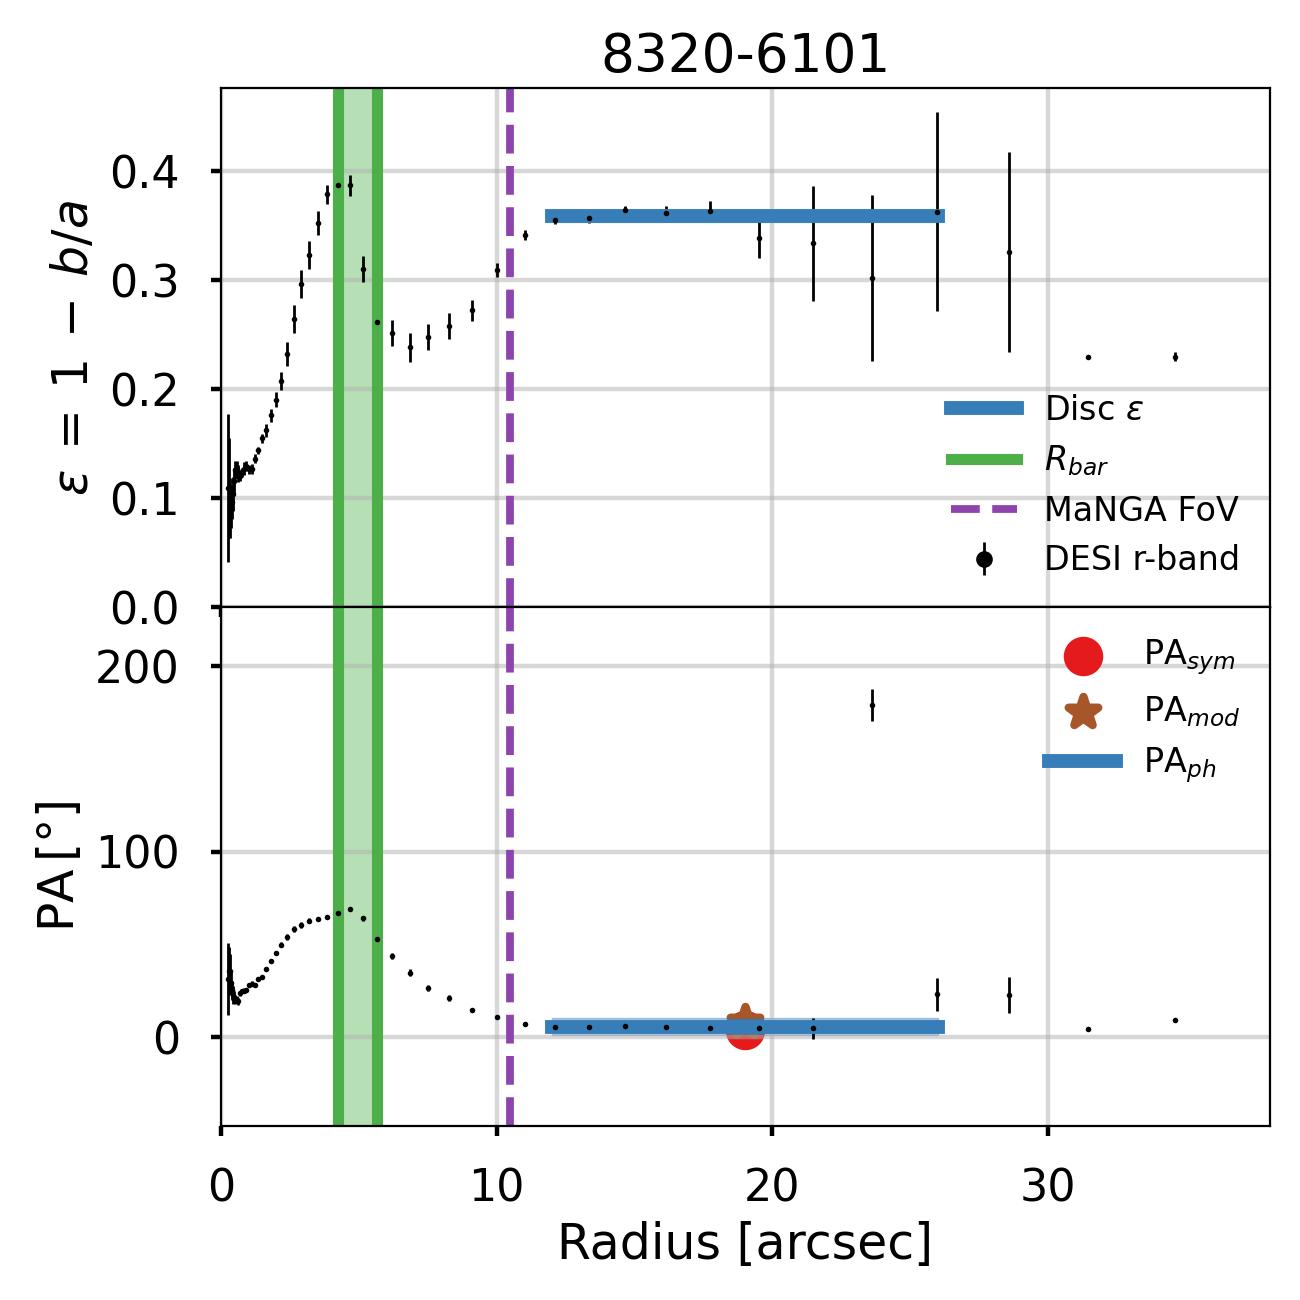 8320-6101
ε = 1 − b/a
0.4
0.3
0.2
0.1
0.0
Disc ε
R_bar
MaNGA FoV
DESI r-band
PA [°]
200
100
0
PA_sym
PA_mod
PA_ph
0 10 20 30
Radius [arcsec]